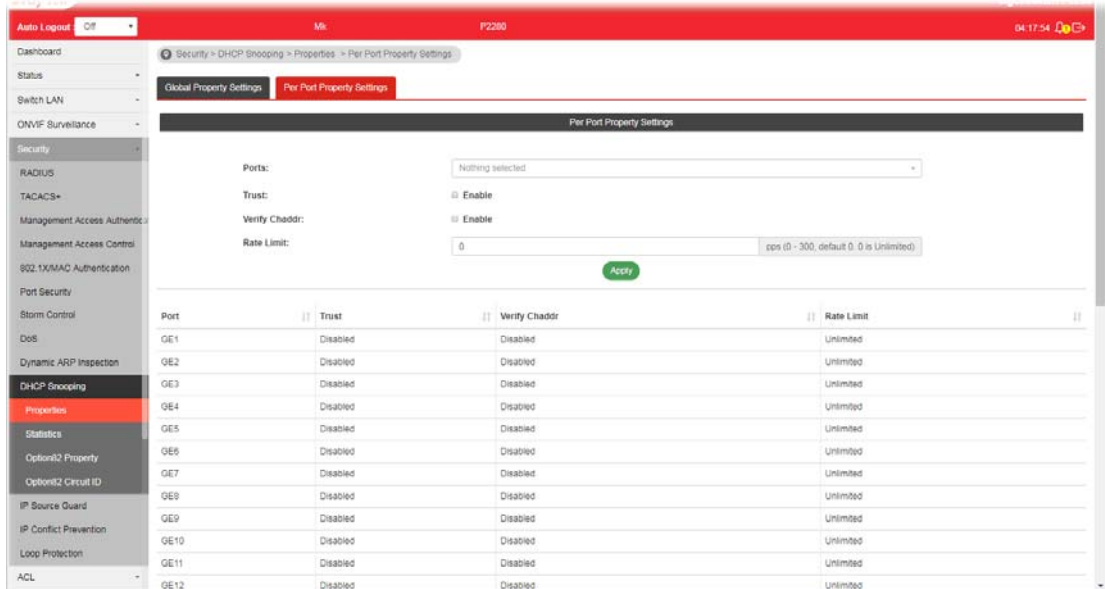 Auto Logout : Off Mk P2280 04:17:54
Dashboard
Status
Switch LAN
ONVIF Surveillance
Security
RADIUS
TACACS+
Management Access Authentic
Management Access Control
802.1X/MAC Authentication
Port Security
Storm Control
DoS
Dynamic ARP Inspection
DHCP Snooping
Properties
Statistics
Option82 Property
Option82 Circuit ID
IP Source Guard
IP Conflict Prevention
Loop Protection
ACL
Security > DHCP Snooping > Properties > Per Port Property Settings
Global Property Settings Per Port Property Settings
Per Port Property Settings
Ports: Nothing selected
Trust: Enable
Verify Chaddr: Enable
Rate Limit: 0 pps (0 - 300, default 0. 0 is Unlimited)
Apply
Port Trust Verify Chaddr Rate Limit
GE1 Disabled Disabled Unlimited
GE2 Disabled Disabled Unlimited
GE3 Disabled Disabled Unlimited
GE4 Disabled Disabled Unlimited
GE5 Disabled Disabled Unlimited
GE6 Disabled Disabled Unlimited
GE7 Disabled Disabled Unlimited
GE8 Disabled Disabled Unlimited
GE9 Disabled Disabled Unlimited
GE10 Disabled Disabled Unlimited
GE11 Disabled Disabled Unlimited
GE12 Disabled Disabled Unlimited